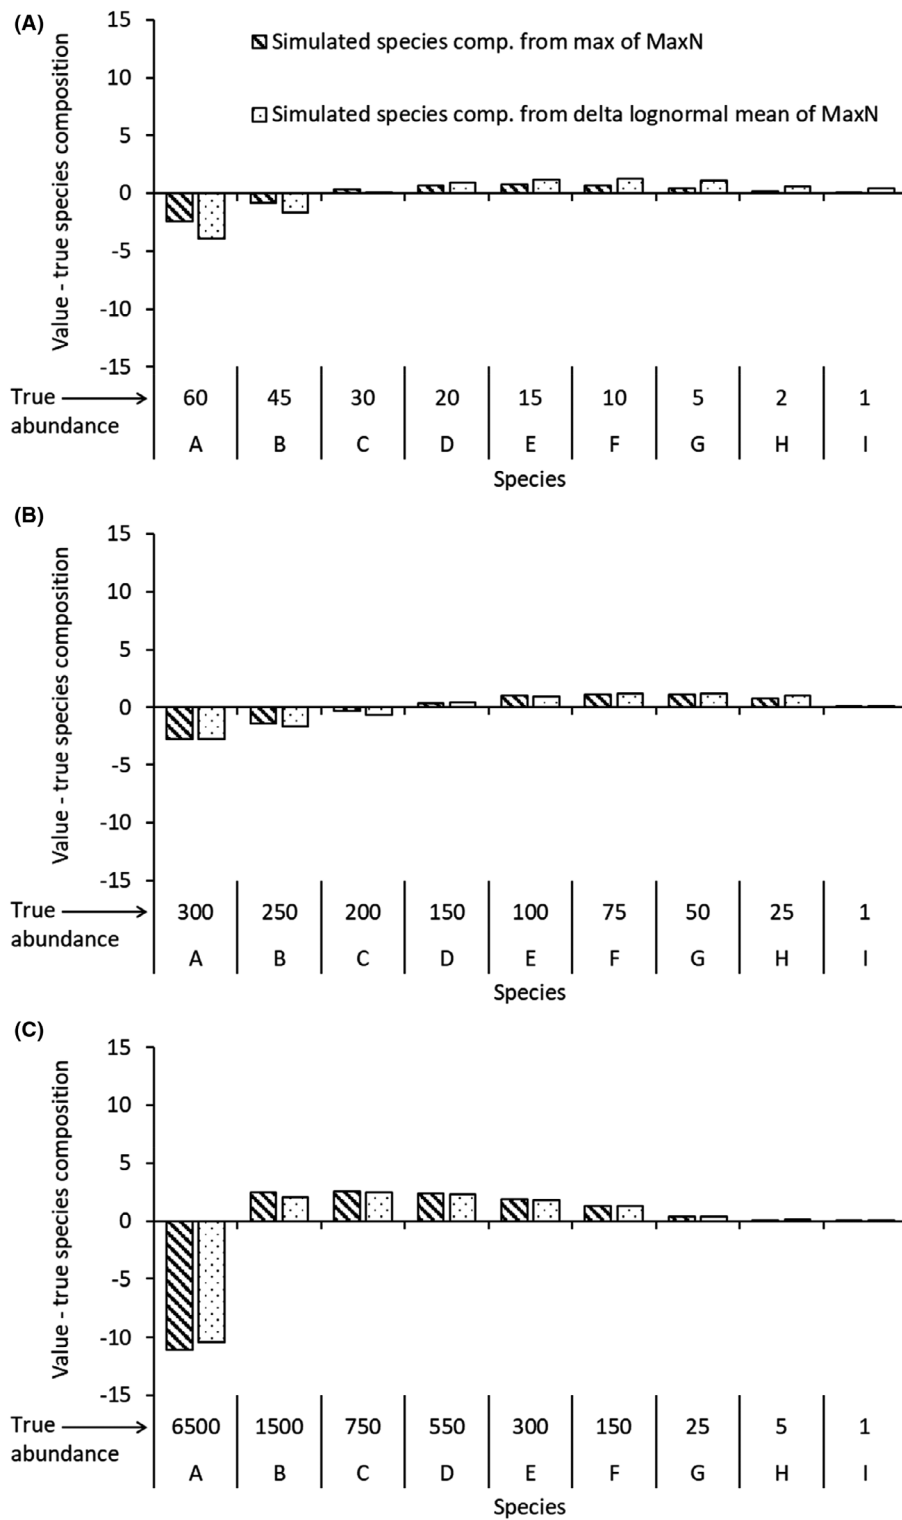 (A)
Value - true species composition
15
10
5
0
-5
-10
-15
Simulated species comp. from max of MaxN
Simulated species comp. from delta lognormal mean of MaxN
True
abundance
60 45 30 20 15 10 5 2 1
A B C D E F G H I
Species
(B)
Value - true species composition
15
10
5
0
-5
-10
-15
True
abundance
300 250 200 150 100 75 50 25 1
A B C D E F G H I
Species
(C)
Value - true species composition
15
10
5
0
-5
-10
-15
True
abundance
6500 1500 750 550 300 150 25 5 1
A B C D E F G H I
Species